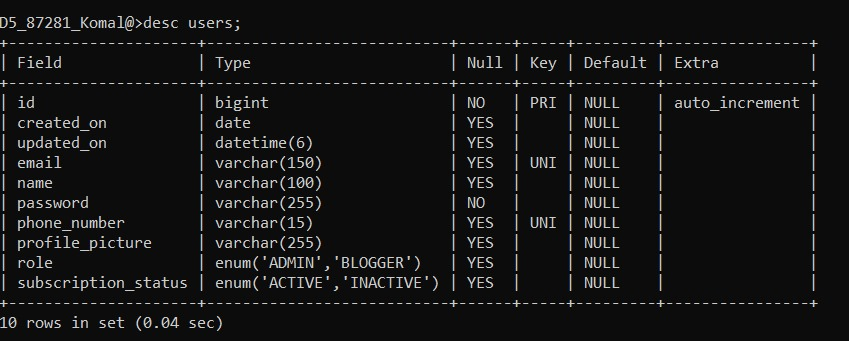 D5_87281_Komal@>desc users;
+---------------------+---------------------------+------+-----+---------+----------------+
| Field               | Type                      | Null | Key | Default | Extra          |
+---------------------+---------------------------+------+-----+---------+----------------+
| id                  | bigint                    | NO   | PRI | NULL    | auto_increment |
| created_on          | date                      | YES  |     | NULL    |                |
| updated_on          | datetime(6)               | YES  |     | NULL    |                |
| email               | varchar(150)              | YES  | UNI | NULL    |                |
| name                | varchar(100)              | YES  |     | NULL    |                |
| password            | varchar(255)              | NO   |     | NULL    |                |
| phone_number        | varchar(15)               | YES  | UNI | NULL    |                |
| profile_picture     | varchar(255)              | YES  |     | NULL    |                |
| role                | enum('ADMIN','BLOGGER')   | YES  |     | NULL    |                |
| subscription_status | enum('ACTIVE','INACTIVE') | YES  |     | NULL    |                |
+---------------------+---------------------------+------+-----+---------+----------------+
10 rows in set (0.04 sec)